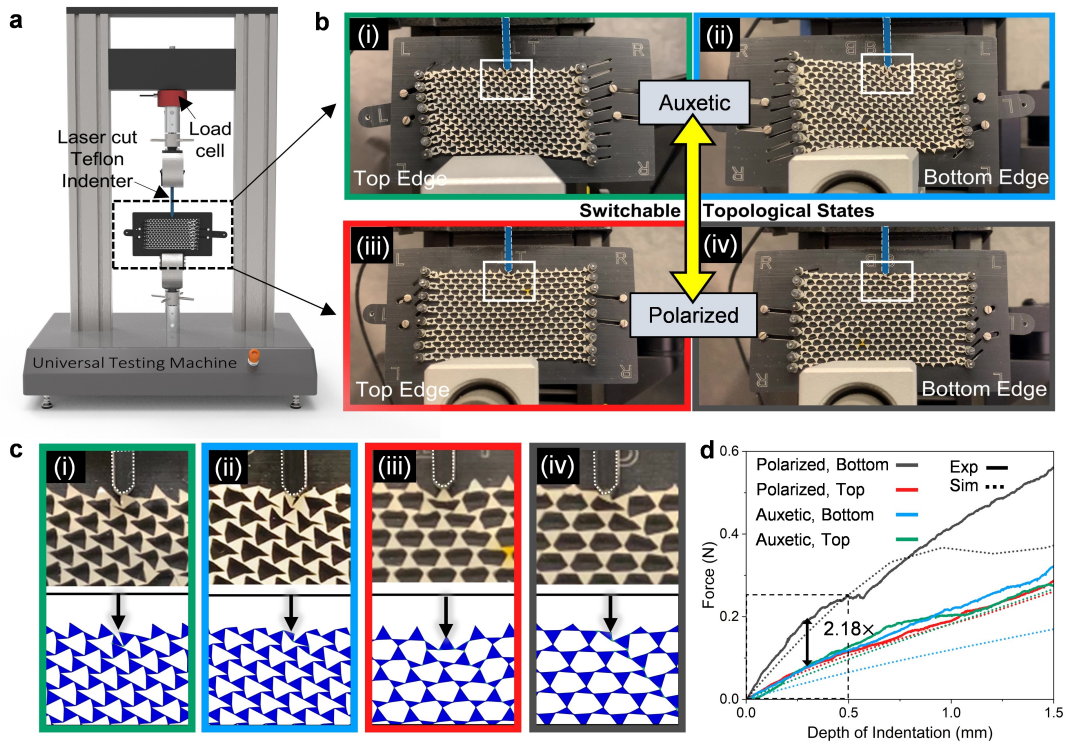 a
Laser cut
Teflon
Indenter
Load
cell
Universal Testing Machine
b
(i)
L
T
R
L
R
Top Edge
(ii)
R
B
L
R
Bottom Edge
Auxetic
Switchable
Topological States
(iii)
L
T
R
L
R
Top Edge
(iv)
R
B
L
L
Bottom Edge
Polarized
c
(i)
(ii)
(iii)
(iv)
d
0.6
0.4
0.2
0.0
Force (N)
Polarized, Bottom
Polarized, Top
Auxetic, Bottom
Auxetic, Top
Exp
Sim
2.18×
0.0
0.5
1.0
1.5
Depth of Indentation (mm)